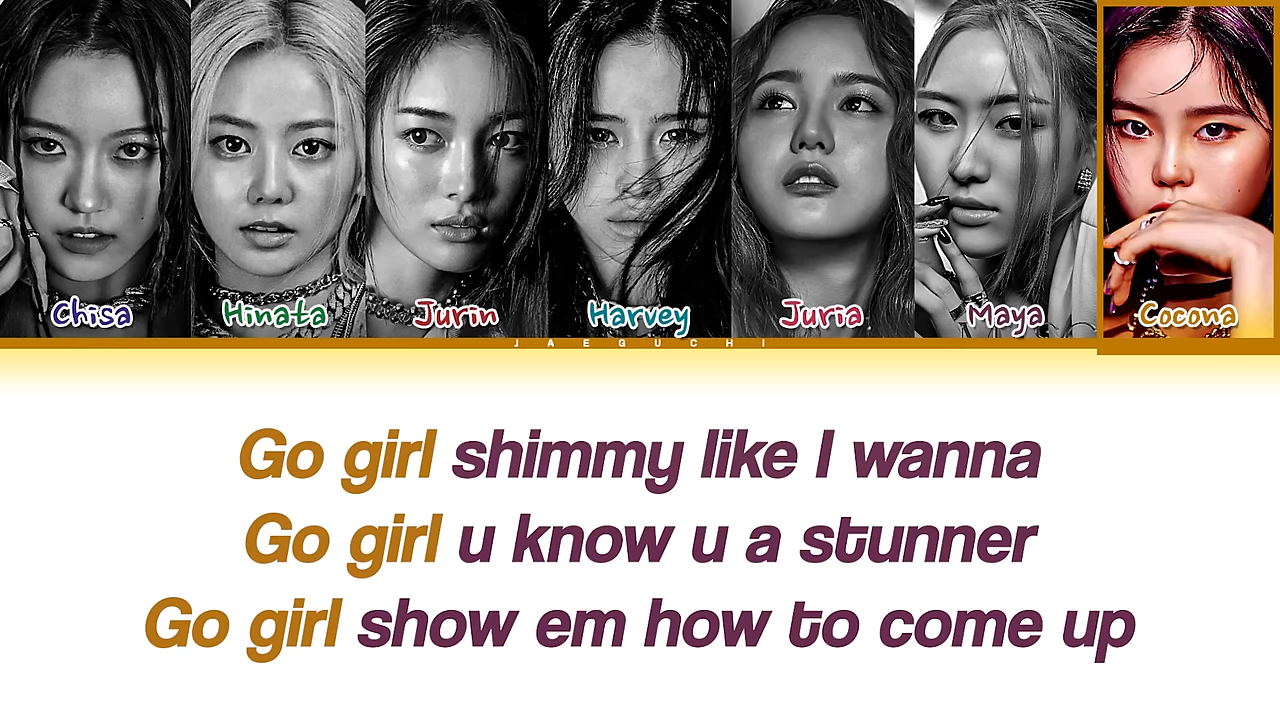 Chisa Hinata Jurin Harvey Juria Maya Cocona
JAEGUCHI
Go girl shimmy like I wanna
Go girl u know u a stunner
Go girl show em how to come up